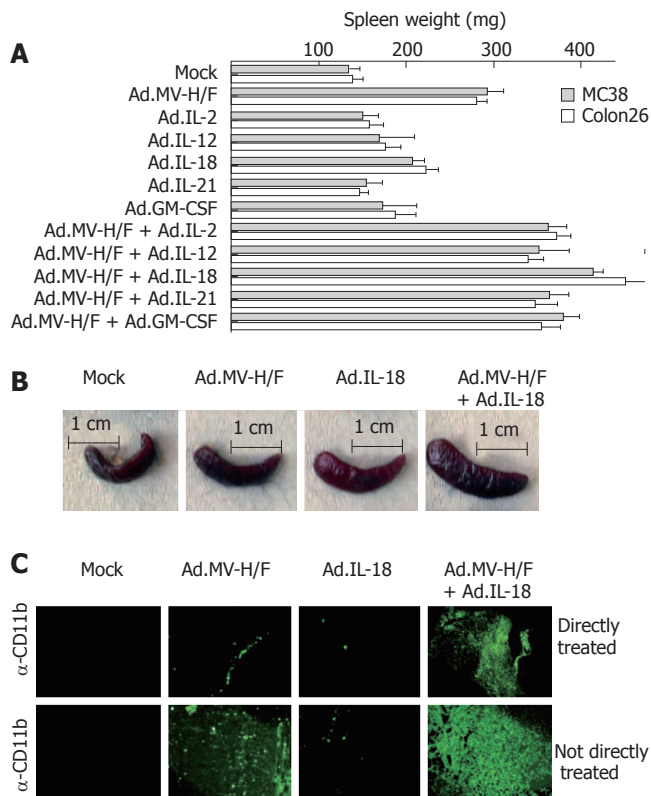 Spleen weight (mg)
A
100 200 300 400
Mock
Ad.MV-H/F
Ad.IL-2
Ad.IL-12
Ad.IL-18
Ad.IL-21
Ad.GM-CSF
Ad.MV-H/F + Ad.IL-2
Ad.MV-H/F + Ad.IL-12
Ad.MV-H/F + Ad.IL-18
Ad.MV-H/F + Ad.IL-21
Ad.MV-H/F + Ad.GM-CSF
MC38
Colon26
B
Mock
Ad.MV-H/F
Ad.IL-18
Ad.MV-H/F
+ Ad.IL-18
1 cm
1 cm
1 cm
1 cm
C
Mock
Ad.MV-H/F
Ad.IL-18
Ad.MV-H/F
+ Ad.IL-18
α-CD11b
Directly
treated
α-CD11b
Not directly
treated